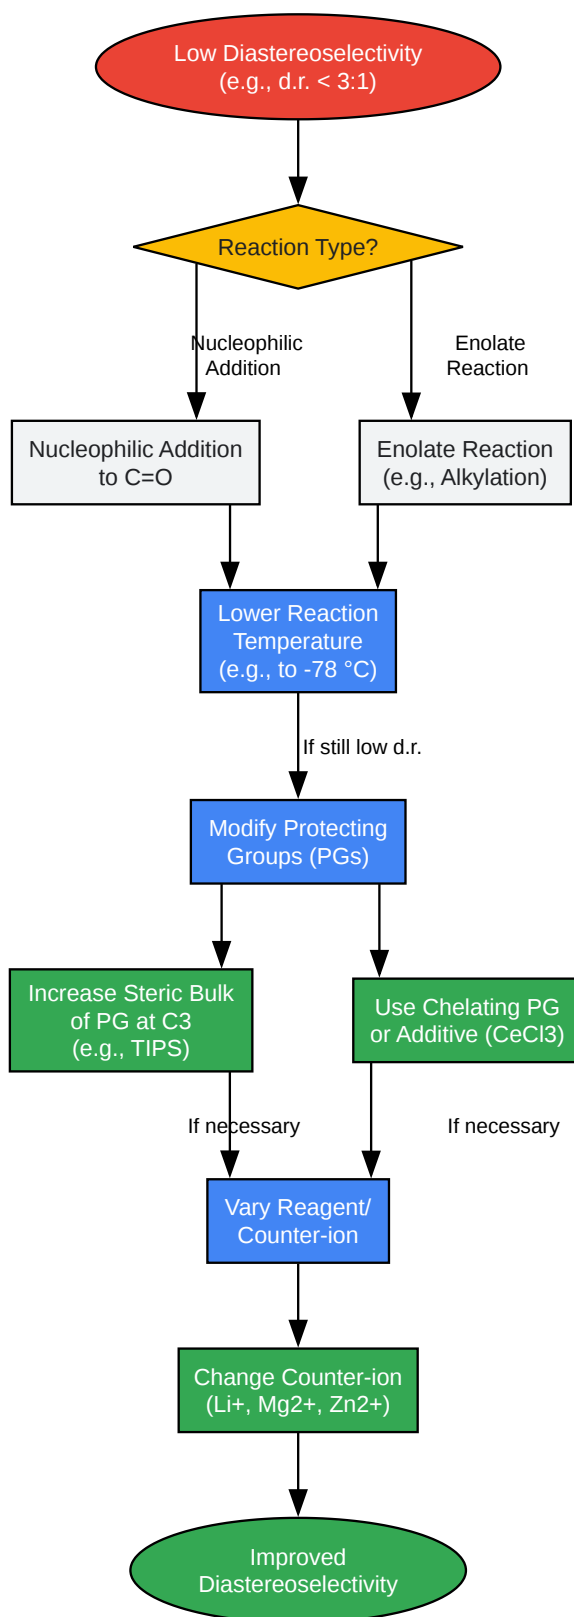 Low Diastereoselectivity
(e.g., d.r. < 3:1)
Reaction Type?
Nucleophilic
Addition
Enolate
Reaction
Nucleophilic Addition
to C=O
Enolate Reaction
(e.g., Alkylation)
Lower Reaction
Temperature
(e.g., to -78 °C)
If still low d.r.
Modify Protecting
Groups (PGs)
Increase Steric Bulk
of PG at C3
(e.g., TIPS)
Use Chelating PG
or Additive (CeCl3)
If necessary
If necessary
Vary Reagent/
Counter-ion
Change Counter-ion
(Li+, Mg2+, Zn2+)
Improved
Diastereoselectivity